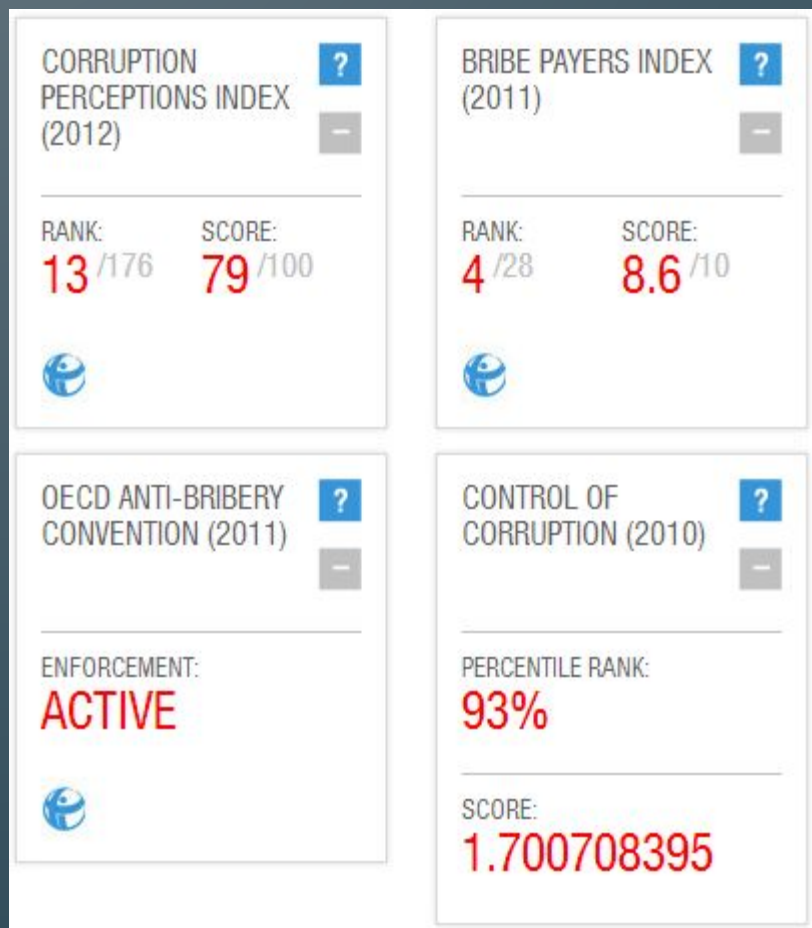 CORRUPTION
PERCEPTIONS INDEX
(2012)
?
−
RANK:
13 /176
SCORE:
79 /100
BRIBE PAYERS INDEX
(2011)
?
−
RANK:
4 /28
SCORE:
8.6 /10
OECD ANTI-BRIBERY
CONVENTION (2011)
?
−
ENFORCEMENT:
ACTIVE
CONTROL OF
CORRUPTION (2010)
?
−
PERCENTILE RANK:
93%
SCORE:
1.700708395